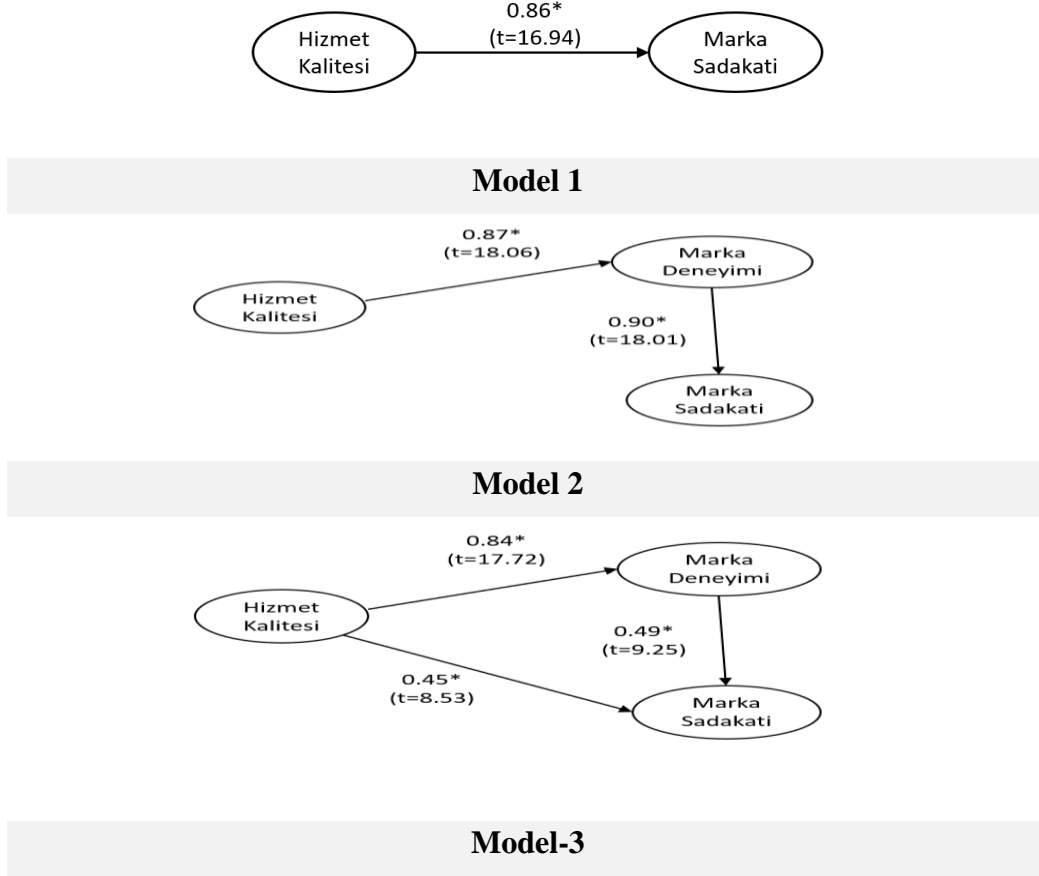 0.86*
(t=16.94)
Hizmet
Kalitesi
Marka
Sadakati
Model 1
0.87*
(t=18.06)
Marka
Deneyimi
Hizmet
Kalitesi
0.90*
(t=18.01)
Marka
Sadakati
Model 2
0.84*
(t=17.72)
Marka
Deneyimi
Hizmet
Kalitesi
0.49*
(t=9.25)
0.45*
(t=8.53)
Marka
Sadakati
Model-3